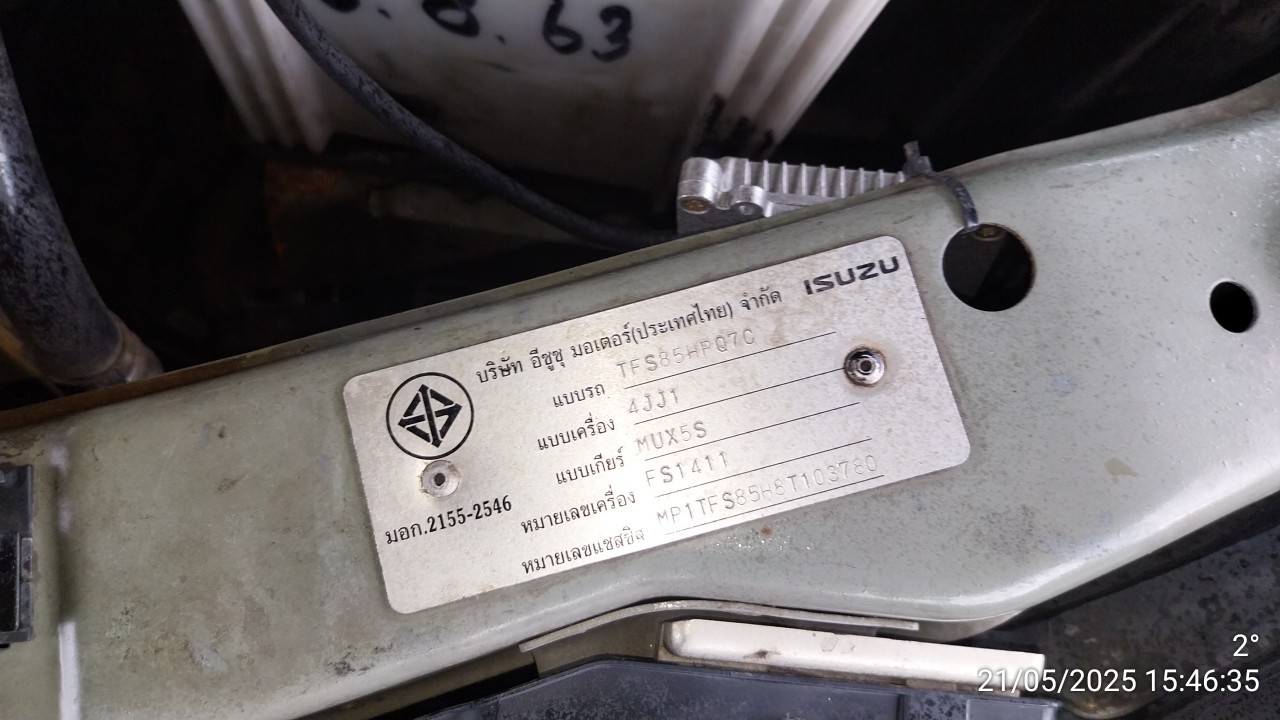 8. 63
บริษัท อีซูซุ มอเตอร์(ประเทศไทย) จำกัด ISUZU
แบบรถ TFS85HPQ7C
แบบเครื่อง 4JJ1
แบบเกียร์ MUX5S
หมายเลขเครื่อง FS1411
หมายเลขแชสซิส MP1TFS85H8T103780
มอก.2155-2546
2°
21/05/2025 15:46:35